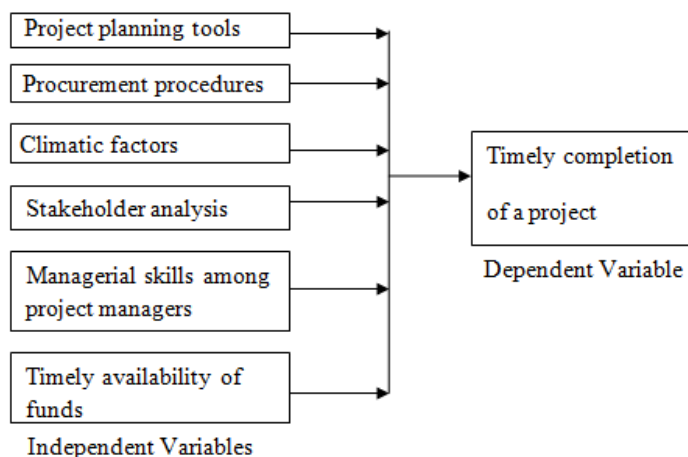 Project planning tools
Procurement procedures
Climatic factors
Stakeholder analysis
Managerial skills among
project managers
Timely availability of
funds
Independent Variables
Timely completion
of a project
Dependent Variable